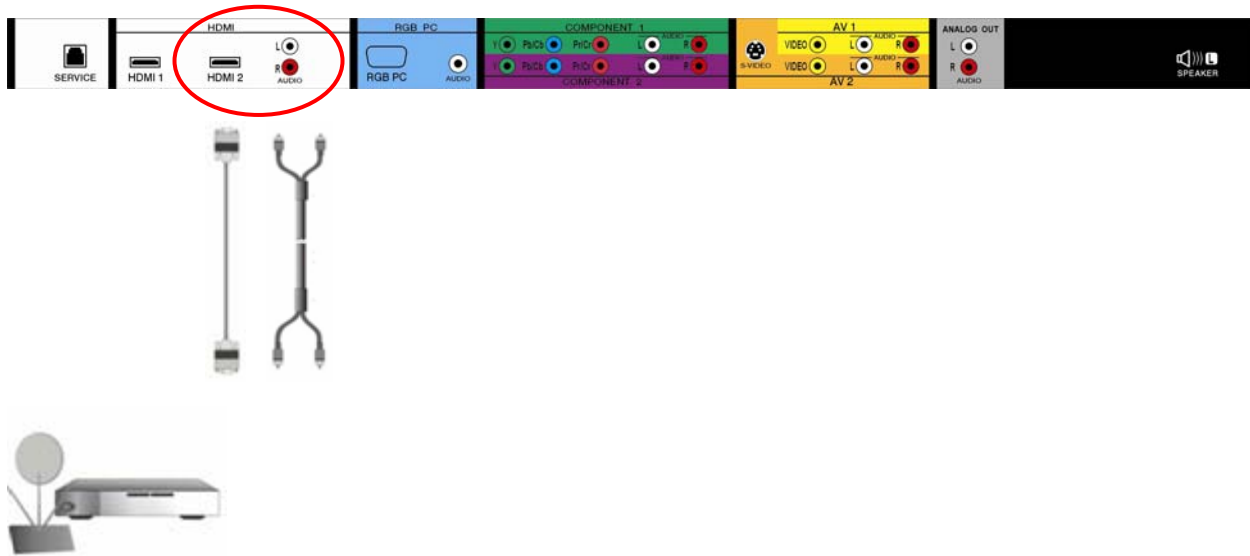 HDMI
RGB PC
COMPONENT 1
AV 1
ANALOG OUT
L
Y Pb/Cb Pr/Cr L AUDIO R
VIDEO L AUDIO R
L
SERVICE
HDMI 1
HDMI 2
R
AUDIO
RGB PC
AUDIO
Y Pb/Cb Pr/Cr L AUDIO R
S-VIDEO
VIDEO L R
R
AUDIO
COMPONENT 2
AV 2
L
SPEAKER